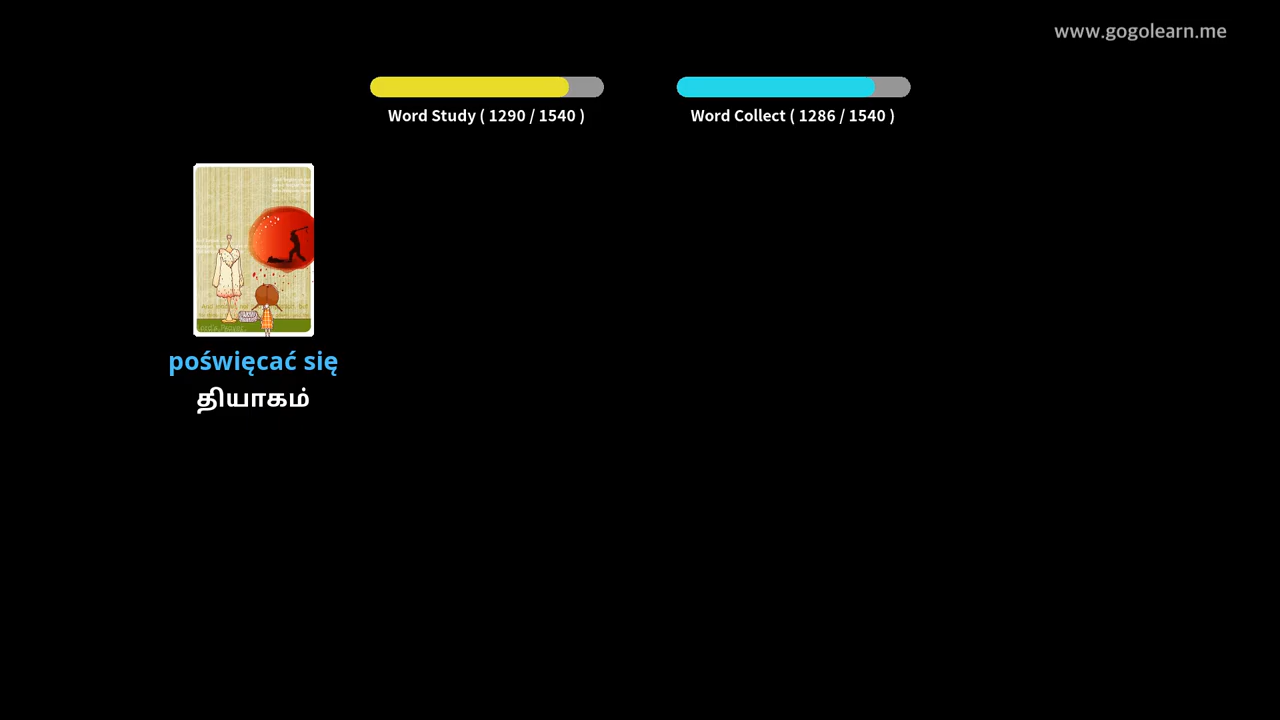 www.gogolearn.me
Word Study ( 1290 / 1540 )
Word Collect ( 1286 / 1540 )
poświęcać się
தியாகம்